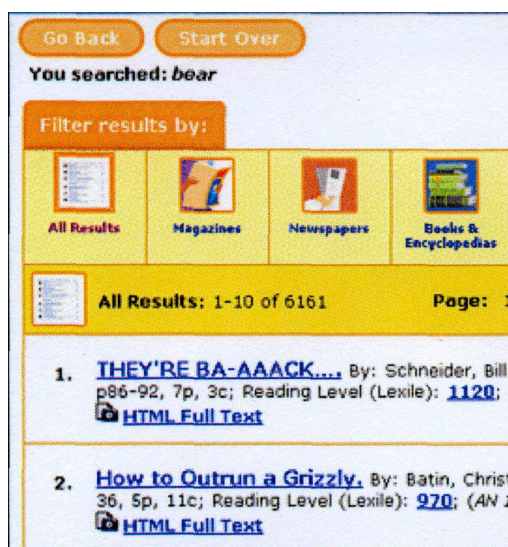 Go Back Start Over
You searched: bear
Filter results by:
All Results Magazines Newspapers Books &
Encyclopedias
All Results: 1-10 of 6161 Page:
1. THEY'RE BA-AAACK.... By: Schneider, Bill
p86-92, 7p, 3c; Reading Level (Lexile): 1120;
HTML Full Text
2. How to Outrun a Grizzly. By: Batin, Christ
36, 5p, 11c; Reading Level (Lexile): 970; (AN
HTML Full Text